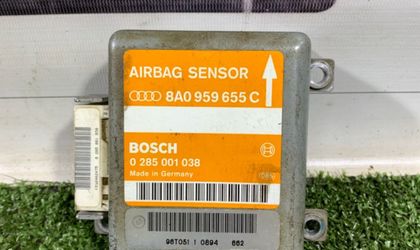 AIRBAG SENSOR
8A0 959 655 C
BOSCH
0 285 001 038
Made in Germany
96T051 1 0894 662